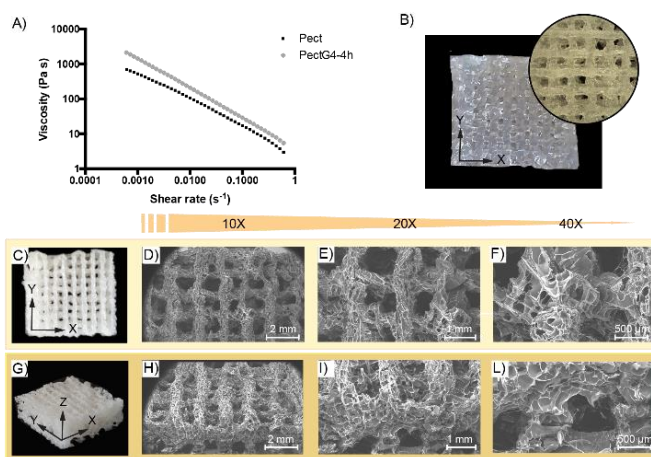 A)
Viscosity (Pa s)
10000
1000
100
10
1
0.0001 0.0010 0.0100 0.1000 1
Shear rate (s⁻¹)
Pect
PectG4-4h
B)
Y
X
10X 20X 40X
C)
Y
X
D)
2 mm
E)
1 mm
F)
500 µm
G)
Z
Y
X
H)
2 mm
I)
1 mm
L)
500 µm